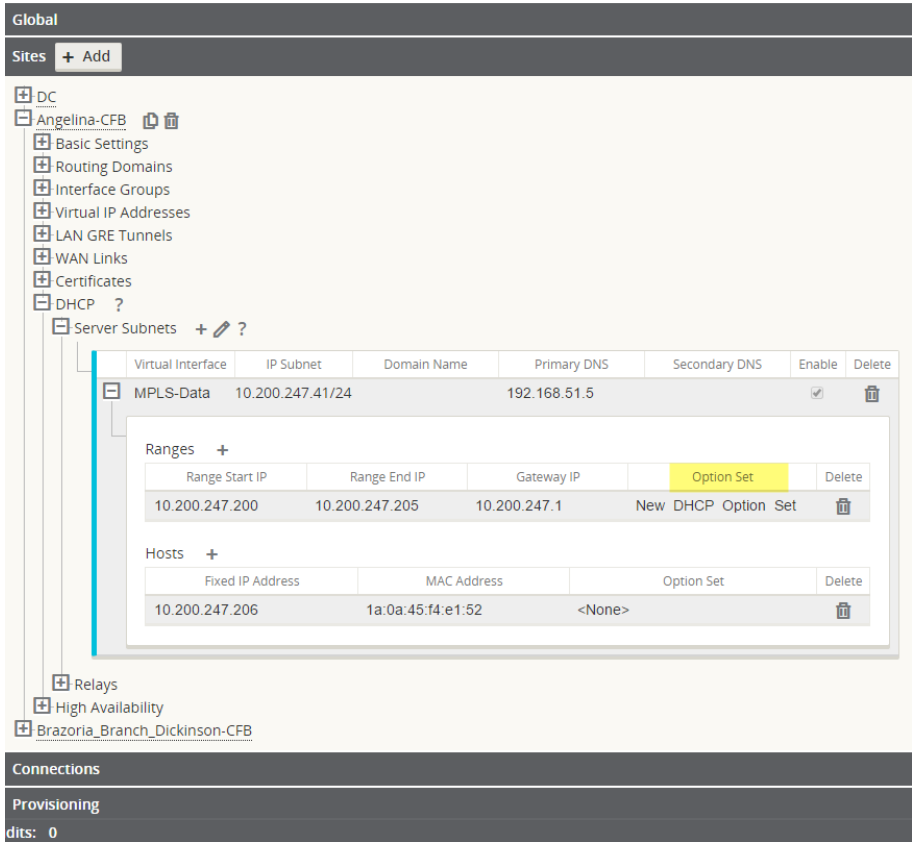 Global
Sites + Add
DC
Angelina-CFB
Basic Settings
Routing Domains
Interface Groups
Virtual IP Addresses
LAN GRE Tunnels
WAN Links
Certificates
DHCP ?
Server Subnets + ?
Virtual Interface IP Subnet Domain Name Primary DNS Secondary DNS Enable Delete
MPLS-Data 10.200.247.41/24 192.168.51.5
Ranges +
Range Start IP Range End IP Gateway IP Option Set Delete
10.200.247.200 10.200.247.205 10.200.247.1 New DHCP Option Set
Hosts +
Fixed IP Address MAC Address Option Set Delete
10.200.247.206 1a:0a:45:f4:e1:52 <None>
Relays
High Availability
Brazoria_Branch_Dickinson-CFB
Connections
Provisioning
dits: 0